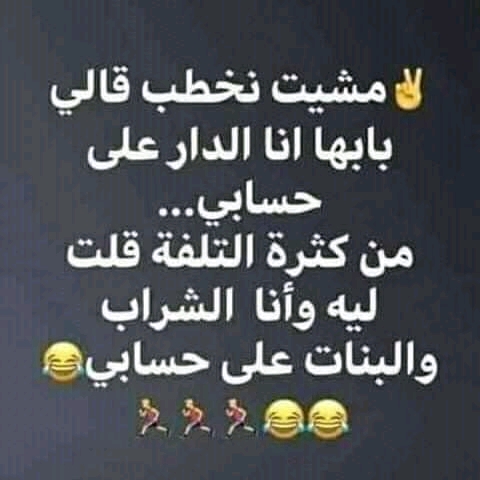 ✌️مشيت نخطب قالي
بابها انا الدار على
حسابي...
من كثرة التلفة قلت
ليه وأنا الشراب
والبنات على حسابي😂
🏃🏃🏃😂😂